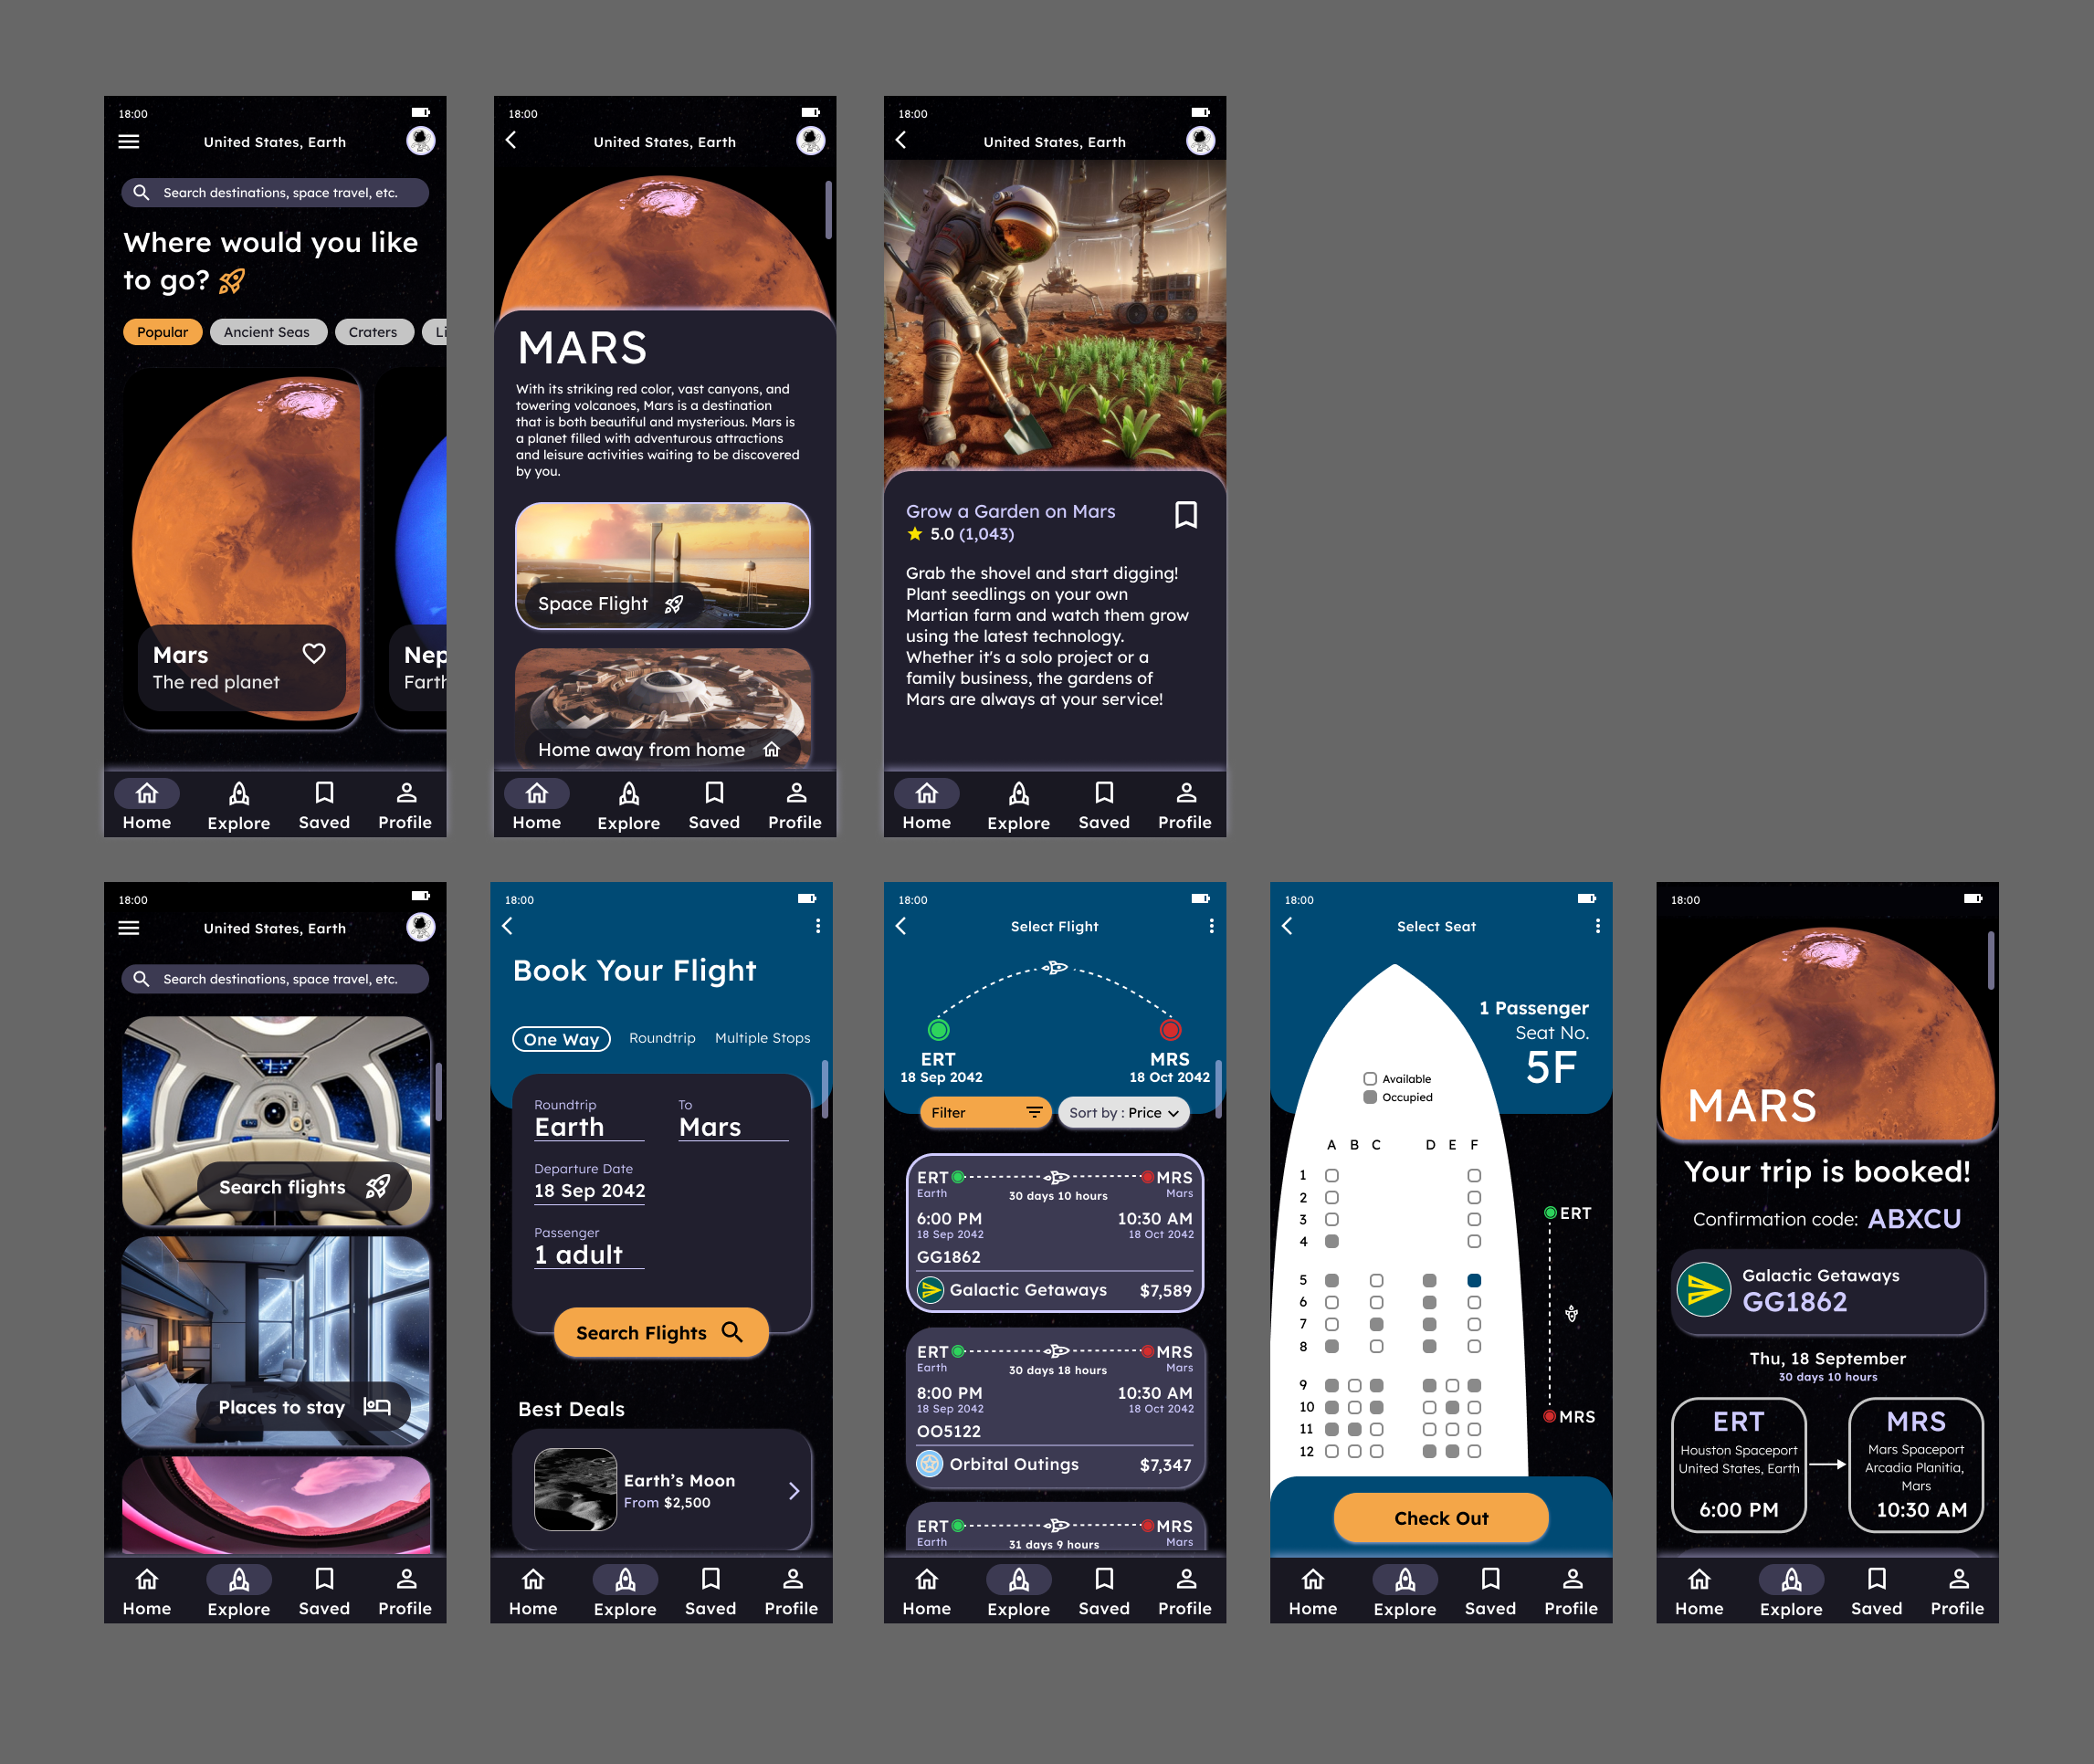 18:00
United States, Earth
Search destinations, space travel, etc.
Where would you like
to go?
Popular
Ancient Seas
Craters
Li
Mars
The red planet
Nep
Farth
Home
Explore
Saved
Profile
18:00
United States, Earth
MARS
With its striking red color, vast canyons, and
towering volcanoes, Mars is a destination
that is both beautiful and mysterious. Mars is
a planet filled with adventurous attractions
and leisure activities waiting to be discovered
by you.
Space Flight
Home away from home
Home
Explore
Saved
Profile
18:00
United States, Earth
Grow a Garden on Mars
5.0 (1,043)
Grab the shovel and start digging!
Plant seedlings on your own
Martian farm and watch them grow
using the latest technology.
Whether it's a solo project or a
family business, the gardens of
Mars are always at your service!
Home
Explore
Saved
Profile
18:00
United States, Earth
Search destinations, space travel, etc.
Search flights
Places to stay
Home
Explore
Saved
Profile
18:00
Book Your Flight
One Way
Roundtrip
Multiple Stops
Roundtrip
To
Earth
Mars
Departure Date
18 Sep 2042
Passenger
1 adult
Search Flights
Best Deals
Earth's Moon
From $2,500
Home
Explore
Saved
Profile
18:00
Select Flight
ERT
MRS
18 Sep 2042
18 Oct 2042
Filter
Sort by : Price
ERT
MRS
Earth
30 days 10 hours
Mars
6:00 PM
10:30 AM
18 Sep 2042
18 Oct 2042
GG1862
Galactic Getaways
$7,589
ERT
MRS
Earth
30 days 18 hours
Mars
8:00 PM
10:30 AM
18 Sep 2042
18 Oct 2042
OO5122
Orbital Outings
$7,347
ERT
MRS
Earth
31 days 9 hours
Mars
Home
Explore
Saved
Profile
18:00
Select Seat
1 Passenger
Seat No.
5F
Available
Occupied
A B C D E F
1
2
3
4
5
6
7
8
9
10
11
12
ERT
MRS
Check Out
Home
Explore
Saved
Profile
18:00
MARS
Your trip is booked!
Confirmation code: ABXCU
Galactic Getaways
GG1862
Thu, 18 September
30 days 10 hours
ERT
Houston Spaceport
United States, Earth
6:00 PM
MRS
Mars Spaceport
Arcadia Planitia,
Mars
10:30 AM
Home
Explore
Saved
Profile